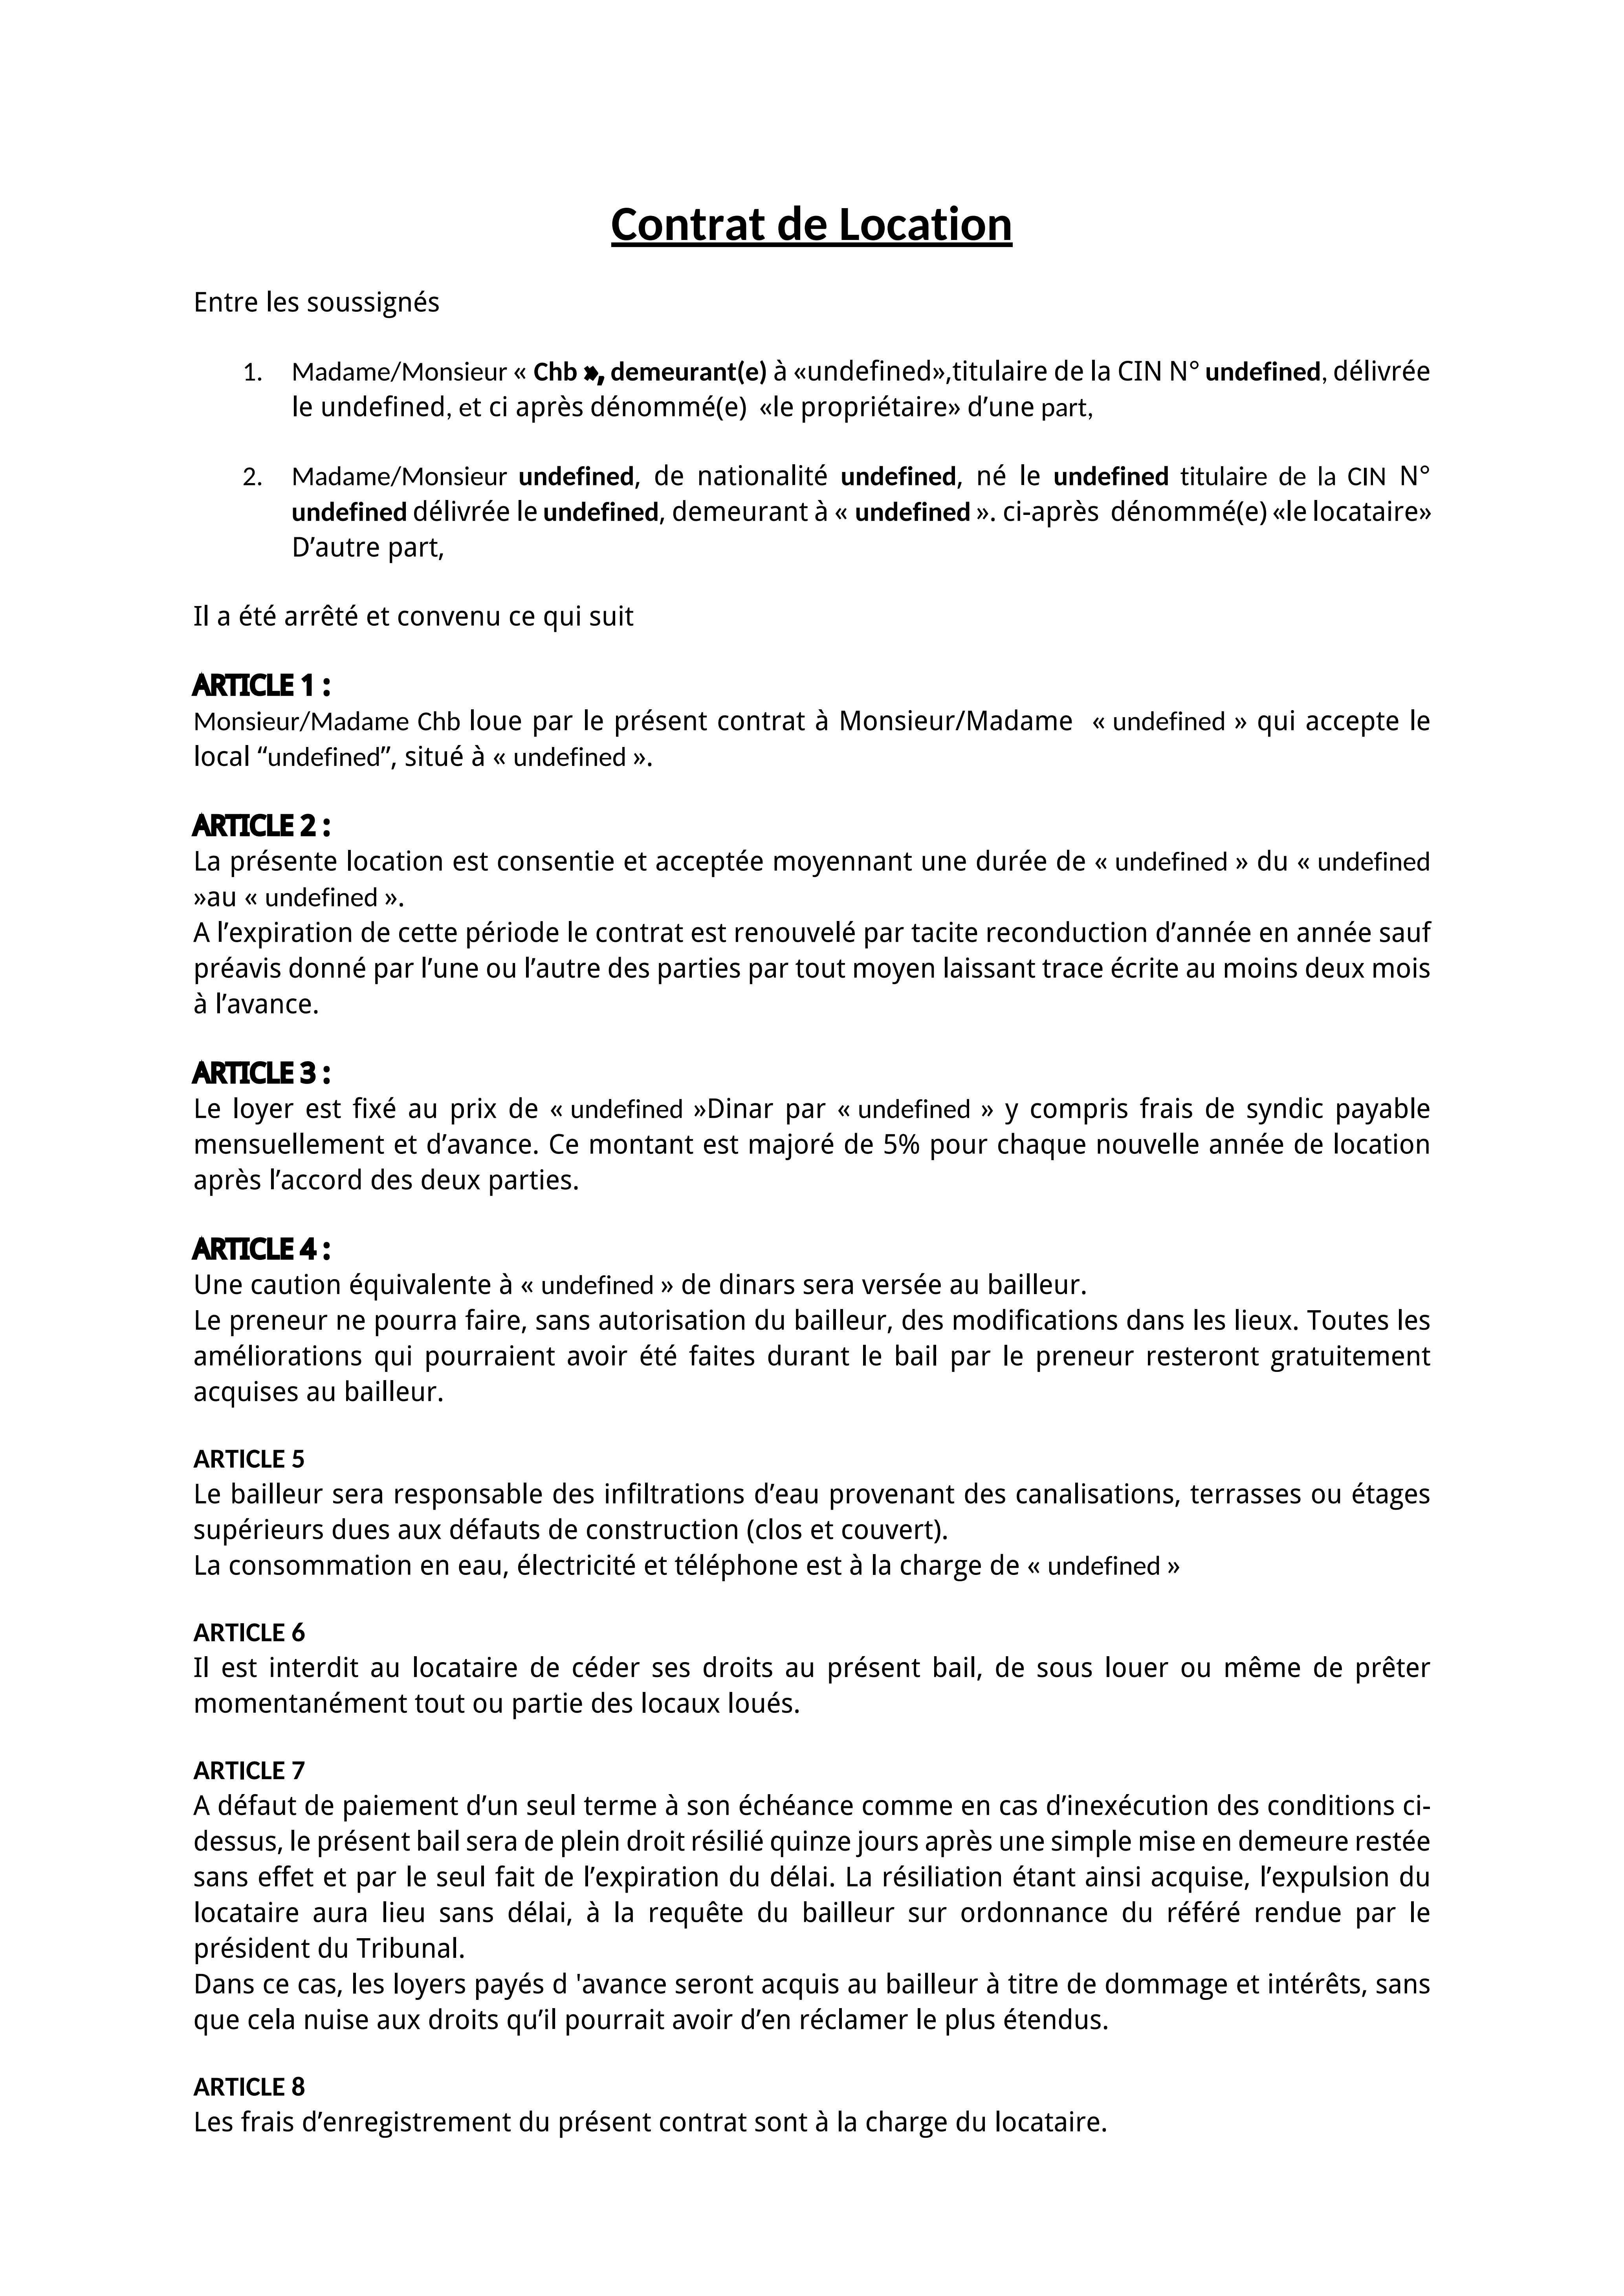 Contrat de Location
Entre les soussignés
1. Madame/Monsieur « Chb », demeurant(e) à «undefined»,titulaire de la CIN N° undefined, délivrée
le undefined, et ci après dénommé(e) «le propriétaire» d’une part,
2. Madame/Monsieur undefined, de nationalité undefined, né le undefined titulaire de la CIN N°
undefined délivrée le undefined, demeurant à « undefined ». ci-après dénommé(e) «le locataire»
D’autre part,
Il a été arrêté et convenu ce qui suit
ARTICLE 1 :
Monsieur/Madame Chb loue par le présent contrat à Monsieur/Madame « undefined » qui accepte le
local “undefined”, situé à « undefined ».
ARTICLE 2 :
La présente location est consentie et acceptée moyennant une durée de « undefined » du « undefined
»au « undefined ».
A l’expiration de cette période le contrat est renouvelé par tacite reconduction d’année en année sauf
préavis donné par l’une ou l’autre des parties par tout moyen laissant trace écrite au moins deux mois
à l’avance.
ARTICLE 3 :
Le loyer est fixé au prix de « undefined »Dinar par « undefined » y compris frais de syndic payable
mensuellement et d’avance. Ce montant est majoré de 5% pour chaque nouvelle année de location
après l’accord des deux parties.
ARTICLE 4 :
Une caution équivalente à « undefined » de dinars sera versée au bailleur.
Le preneur ne pourra faire, sans autorisation du bailleur, des modifications dans les lieux. Toutes les
améliorations qui pourraient avoir été faites durant le bail par le preneur resteront gratuitement
acquises au bailleur.
ARTICLE 5
Le bailleur sera responsable des infiltrations d’eau provenant des canalisations, terrasses ou étages
supérieurs dues aux défauts de construction (clos et couvert).
La consommation en eau, électricité et téléphone est à la charge de « undefined »
ARTICLE 6
Il est interdit au locataire de céder ses droits au présent bail, de sous louer ou même de prêter
momentanément tout ou partie des locaux loués.
ARTICLE 7
A défaut de paiement d’un seul terme à son échéance comme en cas d’inexécution des conditions ci-
dessus, le présent bail sera de plein droit résilié quinze jours après une simple mise en demeure restée
sans effet et par le seul fait de l’expiration du délai. La résiliation étant ainsi acquise, l’expulsion du
locataire aura lieu sans délai, à la requête du bailleur sur ordonnance du référé rendue par le
président du Tribunal.
Dans ce cas, les loyers payés d 'avance seront acquis au bailleur à titre de dommage et intérêts, sans
que cela nuise aux droits qu’il pourrait avoir d’en réclamer le plus étendus.
ARTICLE 8
Les frais d’enregistrement du présent contrat sont à la charge du locataire.